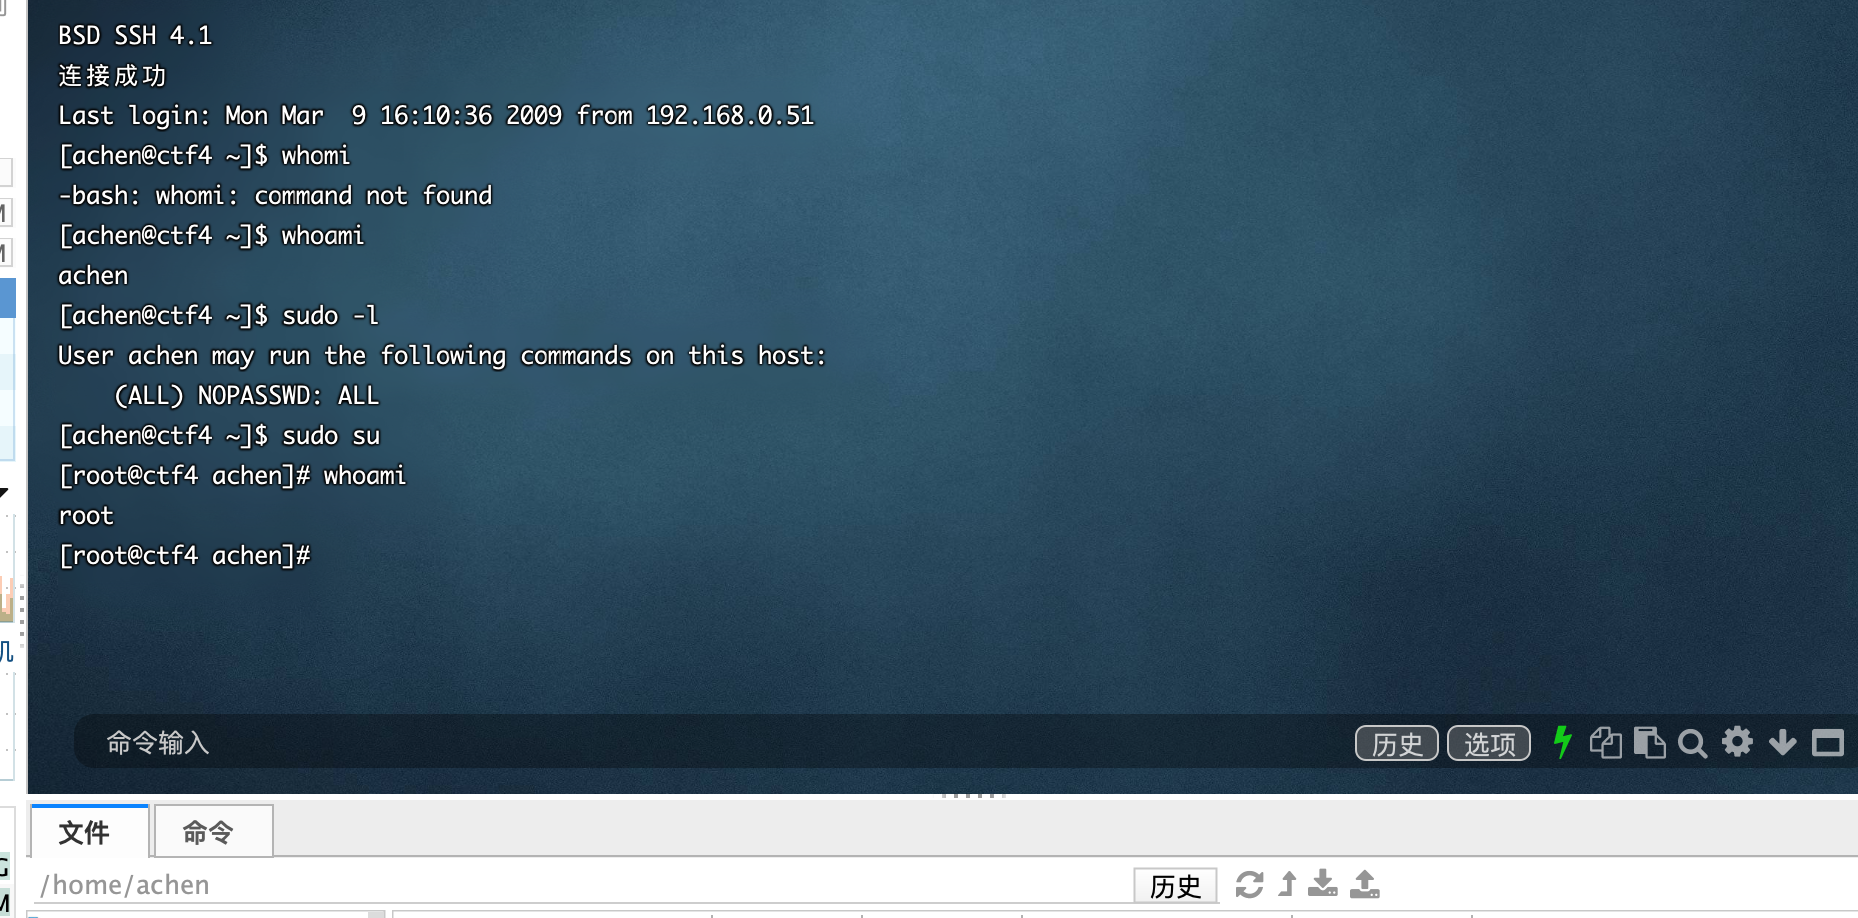 BSD SSH 4.1
连接成功
Last login: Mon Mar  9 16:10:36 2009 from 192.168.0.51
[achen@ctf4 ~]$ whomi
-bash: whomi: command not found
[achen@ctf4 ~]$ whoami
achen
[achen@ctf4 ~]$ sudo -l
User achen may run the following commands on this host:
    (ALL) NOPASSWD: ALL
[achen@ctf4 ~]$ sudo su
[root@ctf4 achen]# whoami
root
[root@ctf4 achen]#
命令输入 历史 选项
文件 命令
/home/achen 历史